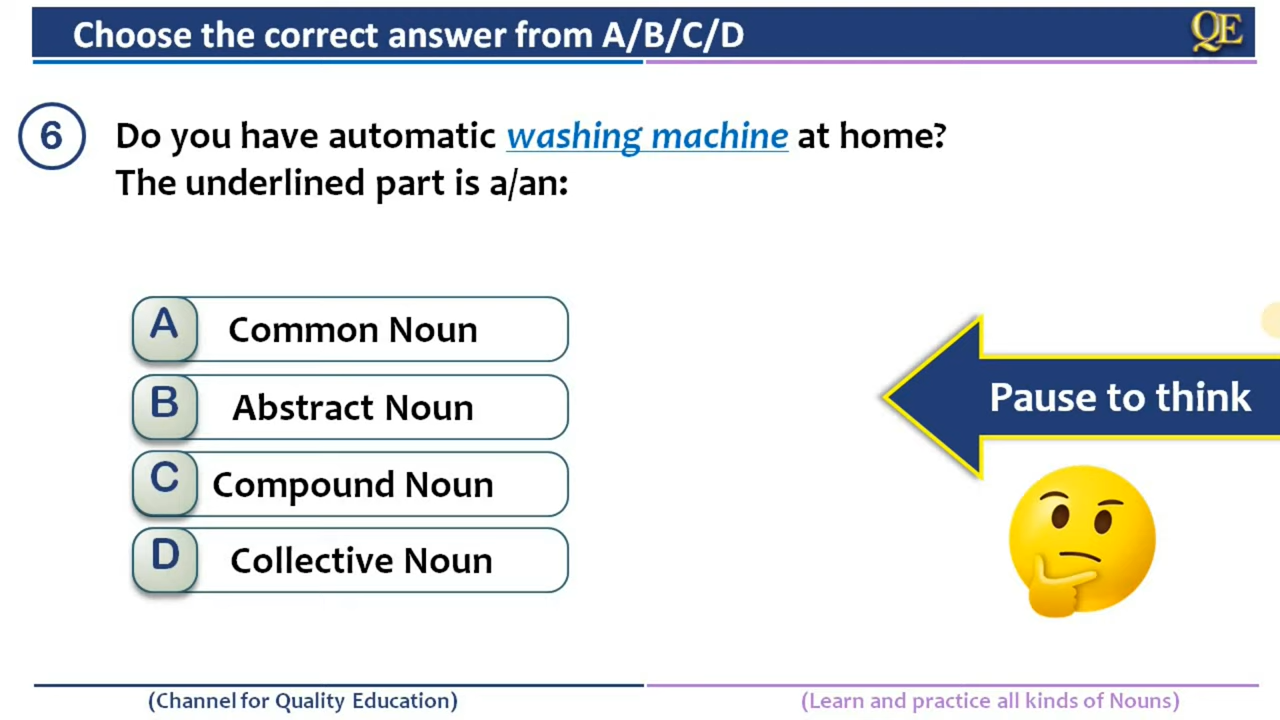 Choose the correct answer from A/B/C/D
QE
6
Do you have automatic washing machine at home?
The underlined part is a/an:
A Common Noun
B Abstract Noun
C Compound Noun
D Collective Noun
Pause to think
(Channel for Quality Education)
(Learn and practice all kinds of Nouns)